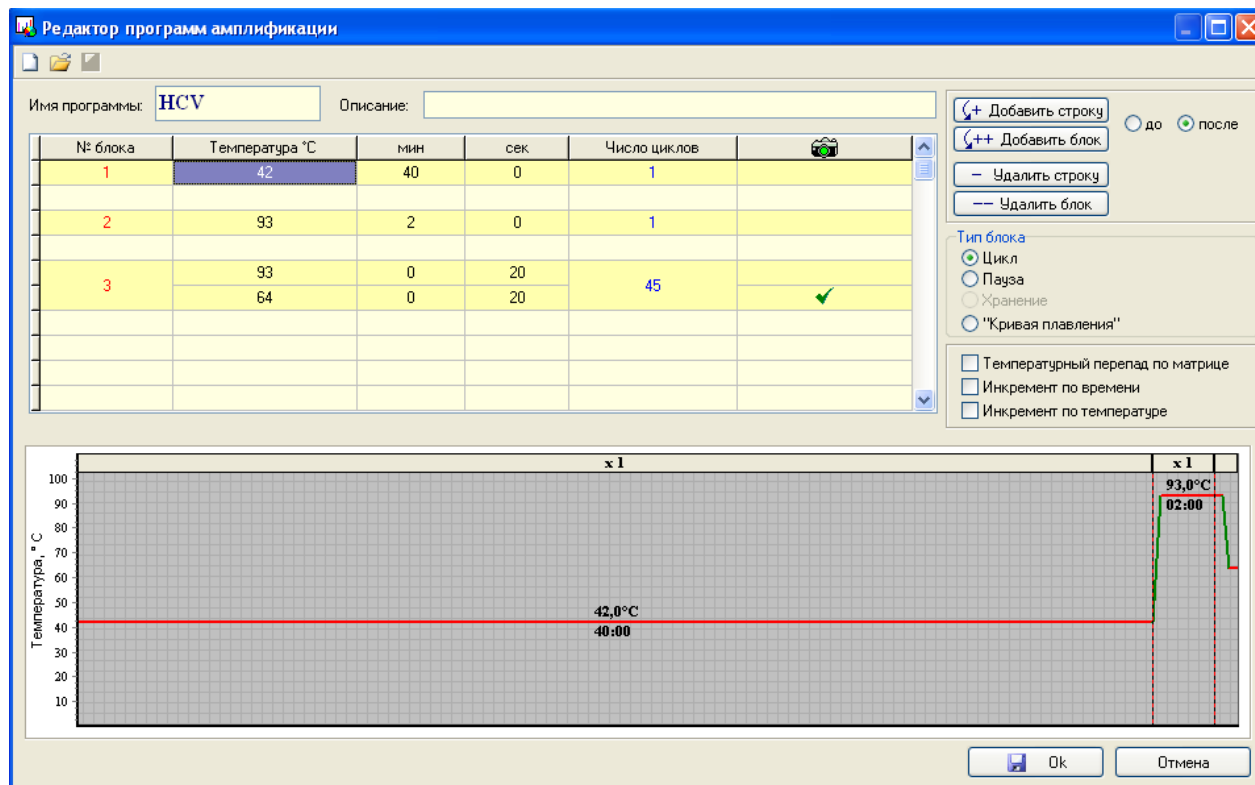 Редактор программ амплификации
Имя программы: HCV Описание:
№ блока Температура °C мин сек Число циклов
1 42 40 0 1
2 93 2 0 1
3 93 0 20 45
64 0 20
+ Добавить строку
++ Добавить блок
до после
− Удалить строку
−− Удалить блок
Тип блока
Цикл
Пауза
Хранение
"Кривая плавления"
Температурный перепад по матрице
Инкремент по времени
Инкремент по температуре
x 1 x 1
Температура, °C
100
90
80
70
60
50
40
30
20
10
42,0°C
40:00
93,0°C
02:00
Ok Отмена